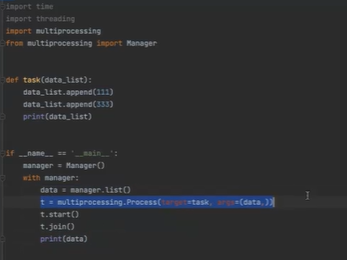 import time
import threading
import multiprocessing
from multiprocessing import Manager
def task(data_list):
data_list.append(111)
data_list.append(333)
print(data_list)
if __name__ == '__main__':
manager = Manager()
with manager:
data = manager.list()
t = multiprocessing.Process(target=task, args=(data,))
t.start()
t.join()
print(data)